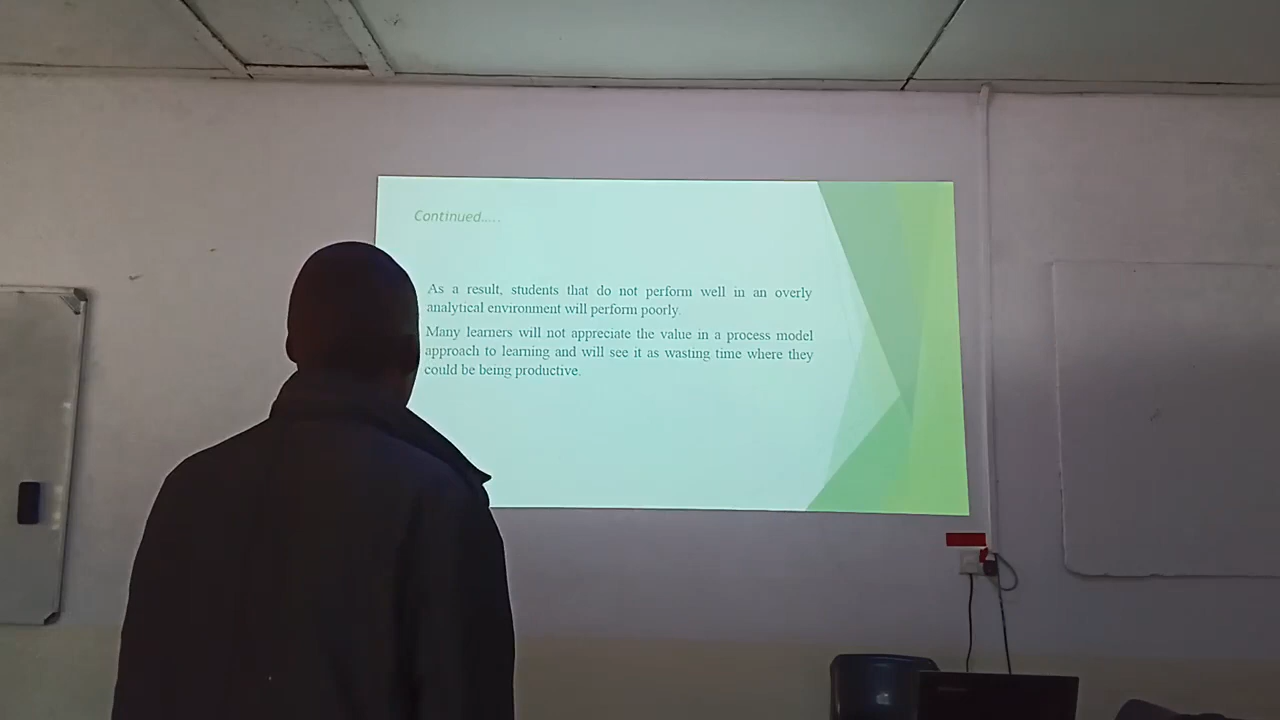 Continued.....
As a result, students that do not perform well in an overly
analytical environment will perform poorly.
Many learners will not appreciate the value in a process model
approach to learning and will see it as wasting time where they
could be being productive.